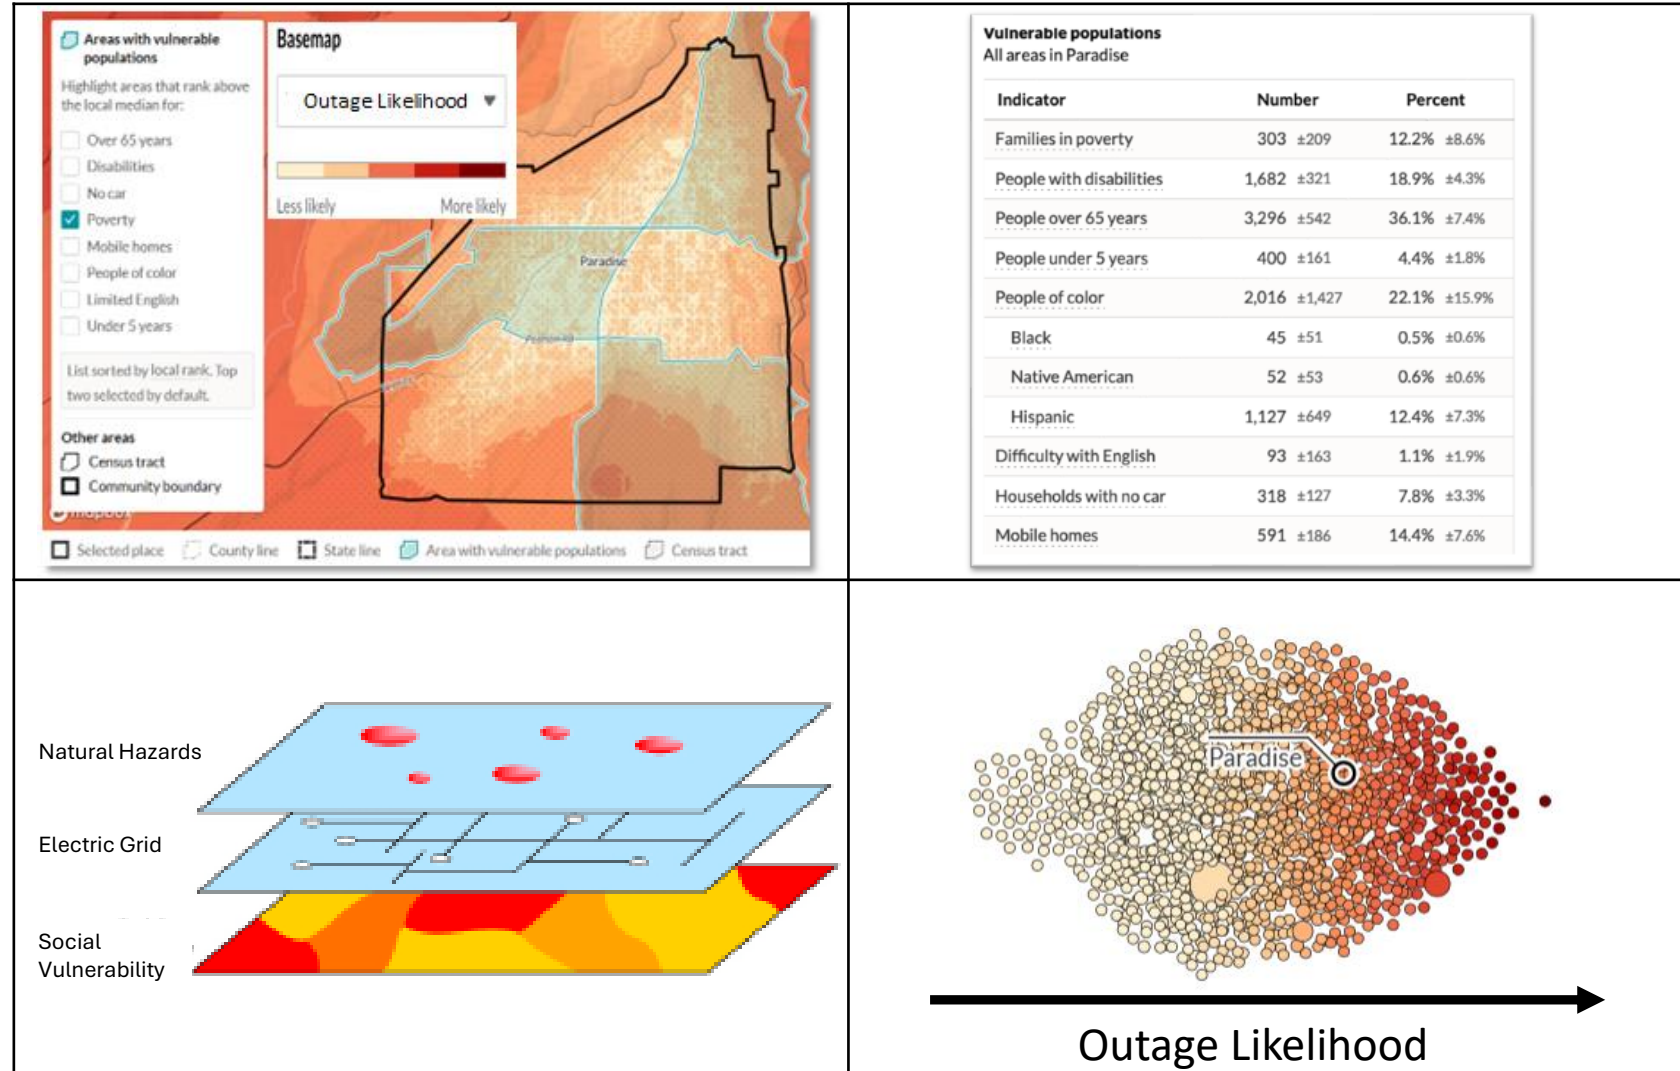 Areas with vulnerable
populations
Highlight areas that rank above
the local median for:
Over 65 years
Disabilities
No car
Poverty
Mobile homes
People of color
Limited English
Under 5 years
List sorted by local rank. Top
two selected by default.
Other areas
Census tract
Community boundary
Basemap
Outage Likelihood ▼
Less likely More likely
Paradise
mapbox
Selected place County line State line Area with vulnerable populations Census tract
Vulnerable populations
All areas in Paradise
Indicator Number Percent
Families in poverty 303 ±209 12.2% ±8.6%
People with disabilities 1,682 ±321 18.9% ±4.3%
People over 65 years 3,296 ±542 36.1% ±7.4%
People under 5 years 400 ±161 4.4% ±1.8%
People of color 2,016 ±1,427 22.1% ±15.9%
Black 45 ±51 0.5% ±0.6%
Native American 52 ±53 0.6% ±0.6%
Hispanic 1,127 ±649 12.4% ±7.3%
Difficulty with English 93 ±163 1.1% ±1.9%
Households with no car 318 ±127 7.8% ±3.3%
Mobile homes 591 ±186 14.4% ±7.6%
Natural Hazards
Electric Grid
Social
Vulnerability
Paradise
Outage Likelihood